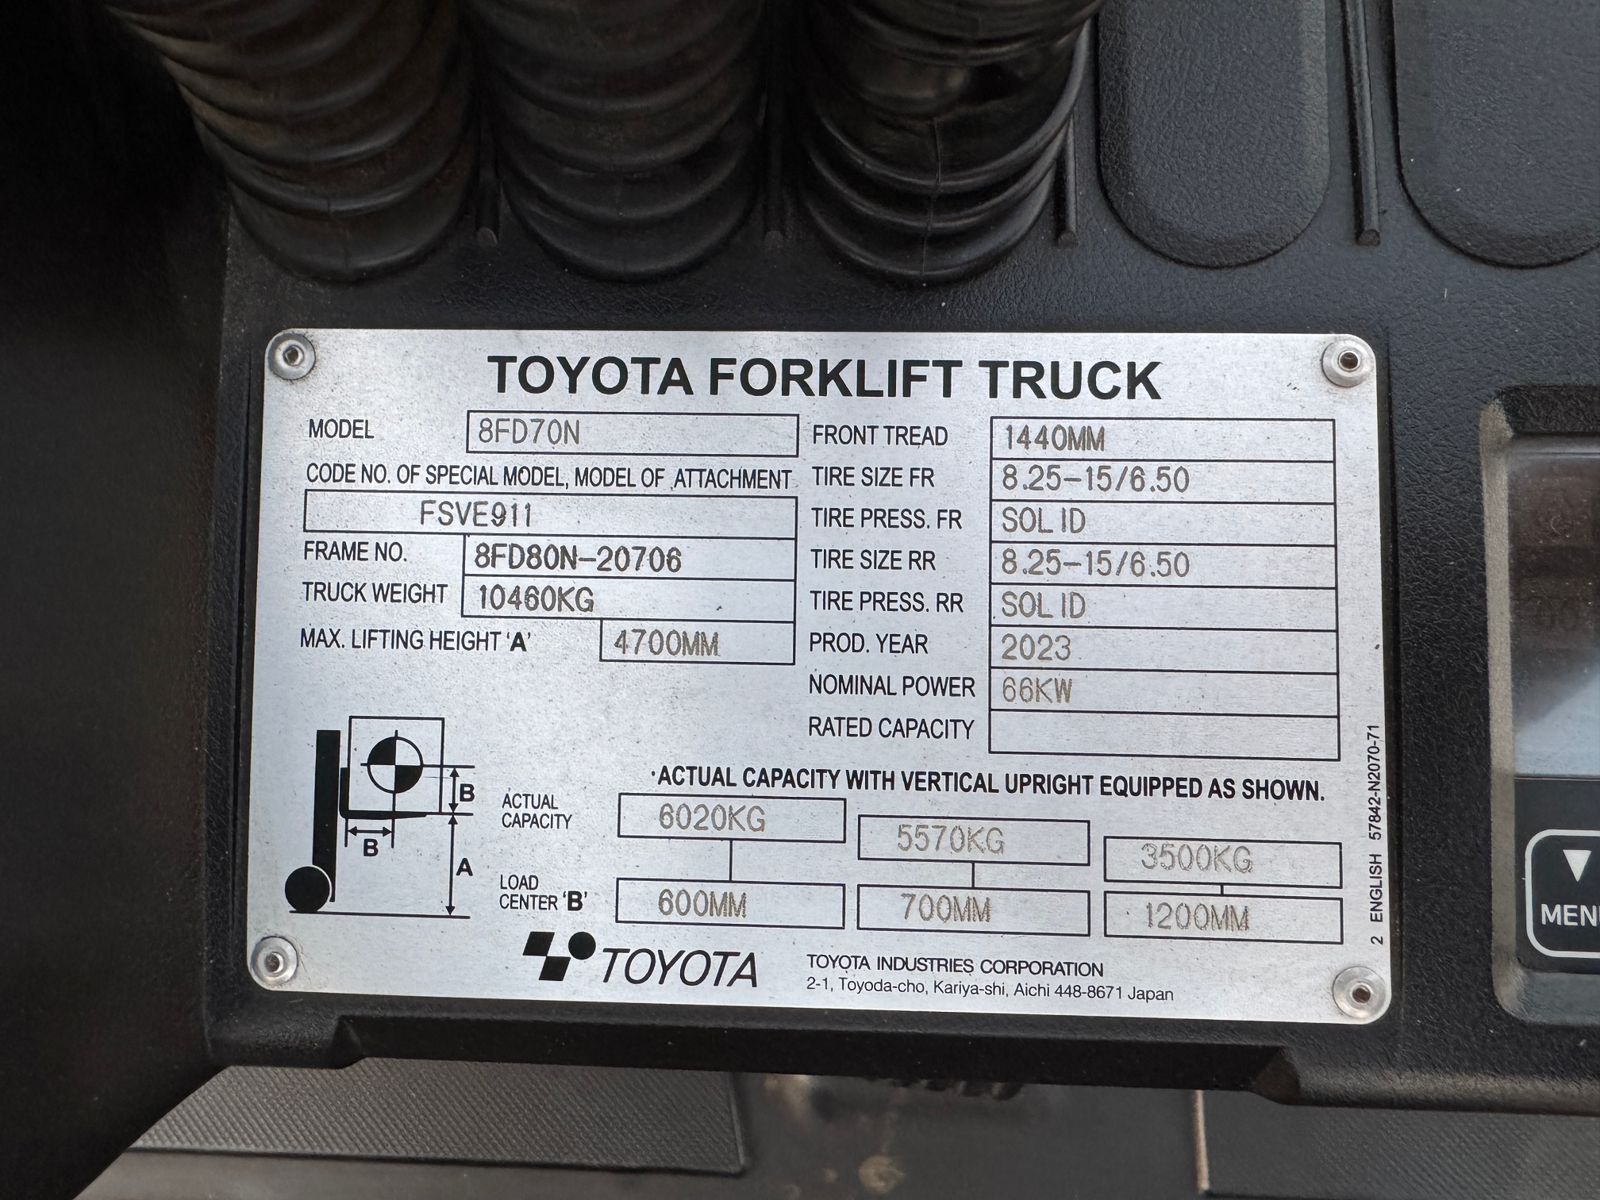 TOYOTA FORKLIFT TRUCK
MODEL 8FD70N
CODE NO. OF SPECIAL MODEL, MODEL OF ATTACHMENT
FSVE911
FRAME NO. 8FD80N-20706
TRUCK WEIGHT 10460KG
MAX. LIFTING HEIGHT 'A' 4700MM
FRONT TREAD 1440MM
TIRE SIZE FR 8.25-15/6.50
TIRE PRESS. FR SOLID
TIRE SIZE RR 8.25-15/6.50
TIRE PRESS. RR SOLID
PROD. YEAR 2023
NOMINAL POWER 66KW
RATED CAPACITY
·ACTUAL CAPACITY WITH VERTICAL UPRIGHT EQUIPPED AS SHOWN.
B
B
A
ACTUAL
CAPACITY
6020KG 5570KG 3500KG
LOAD
CENTER 'B'
600MM 700MM 1200MM
TOYOTA
TOYOTA INDUSTRIES CORPORATION
2-1, Toyoda-cho, Kariya-shi, Aichi 448-8671 Japan
2 ENGLISH 57842-N2070-71